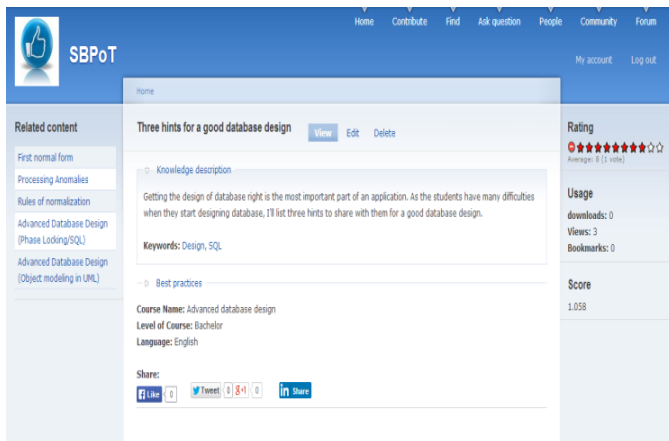 Home Contribute Find Ask question People Community Forum
SBPoT
My account Log out
Home
Related content
First normal form
Processing Anomalies
Rules of normalization
Advanced Database Design
(Phase Locking/SQL)
Advanced Database Design
(Object modeling in UML)
Three hints for a good database design View Edit Delete
Knowledge description
Getting the design of database right is the most important part of an application. As the students have many difficulties
when they start designing database, I'll list three hints to share with them for a good database design.
Keywords: Design, SQL
Best practices
Course Name: Advanced database design
Level of Course: Bachelor
Language: English
Share:
Like 0 Tweet 0 g+1 0 in Share
Rating
Average: 8 (1 vote)
Usage
downloads: 0
Views: 3
Bookmarks: 0
Score
1.058